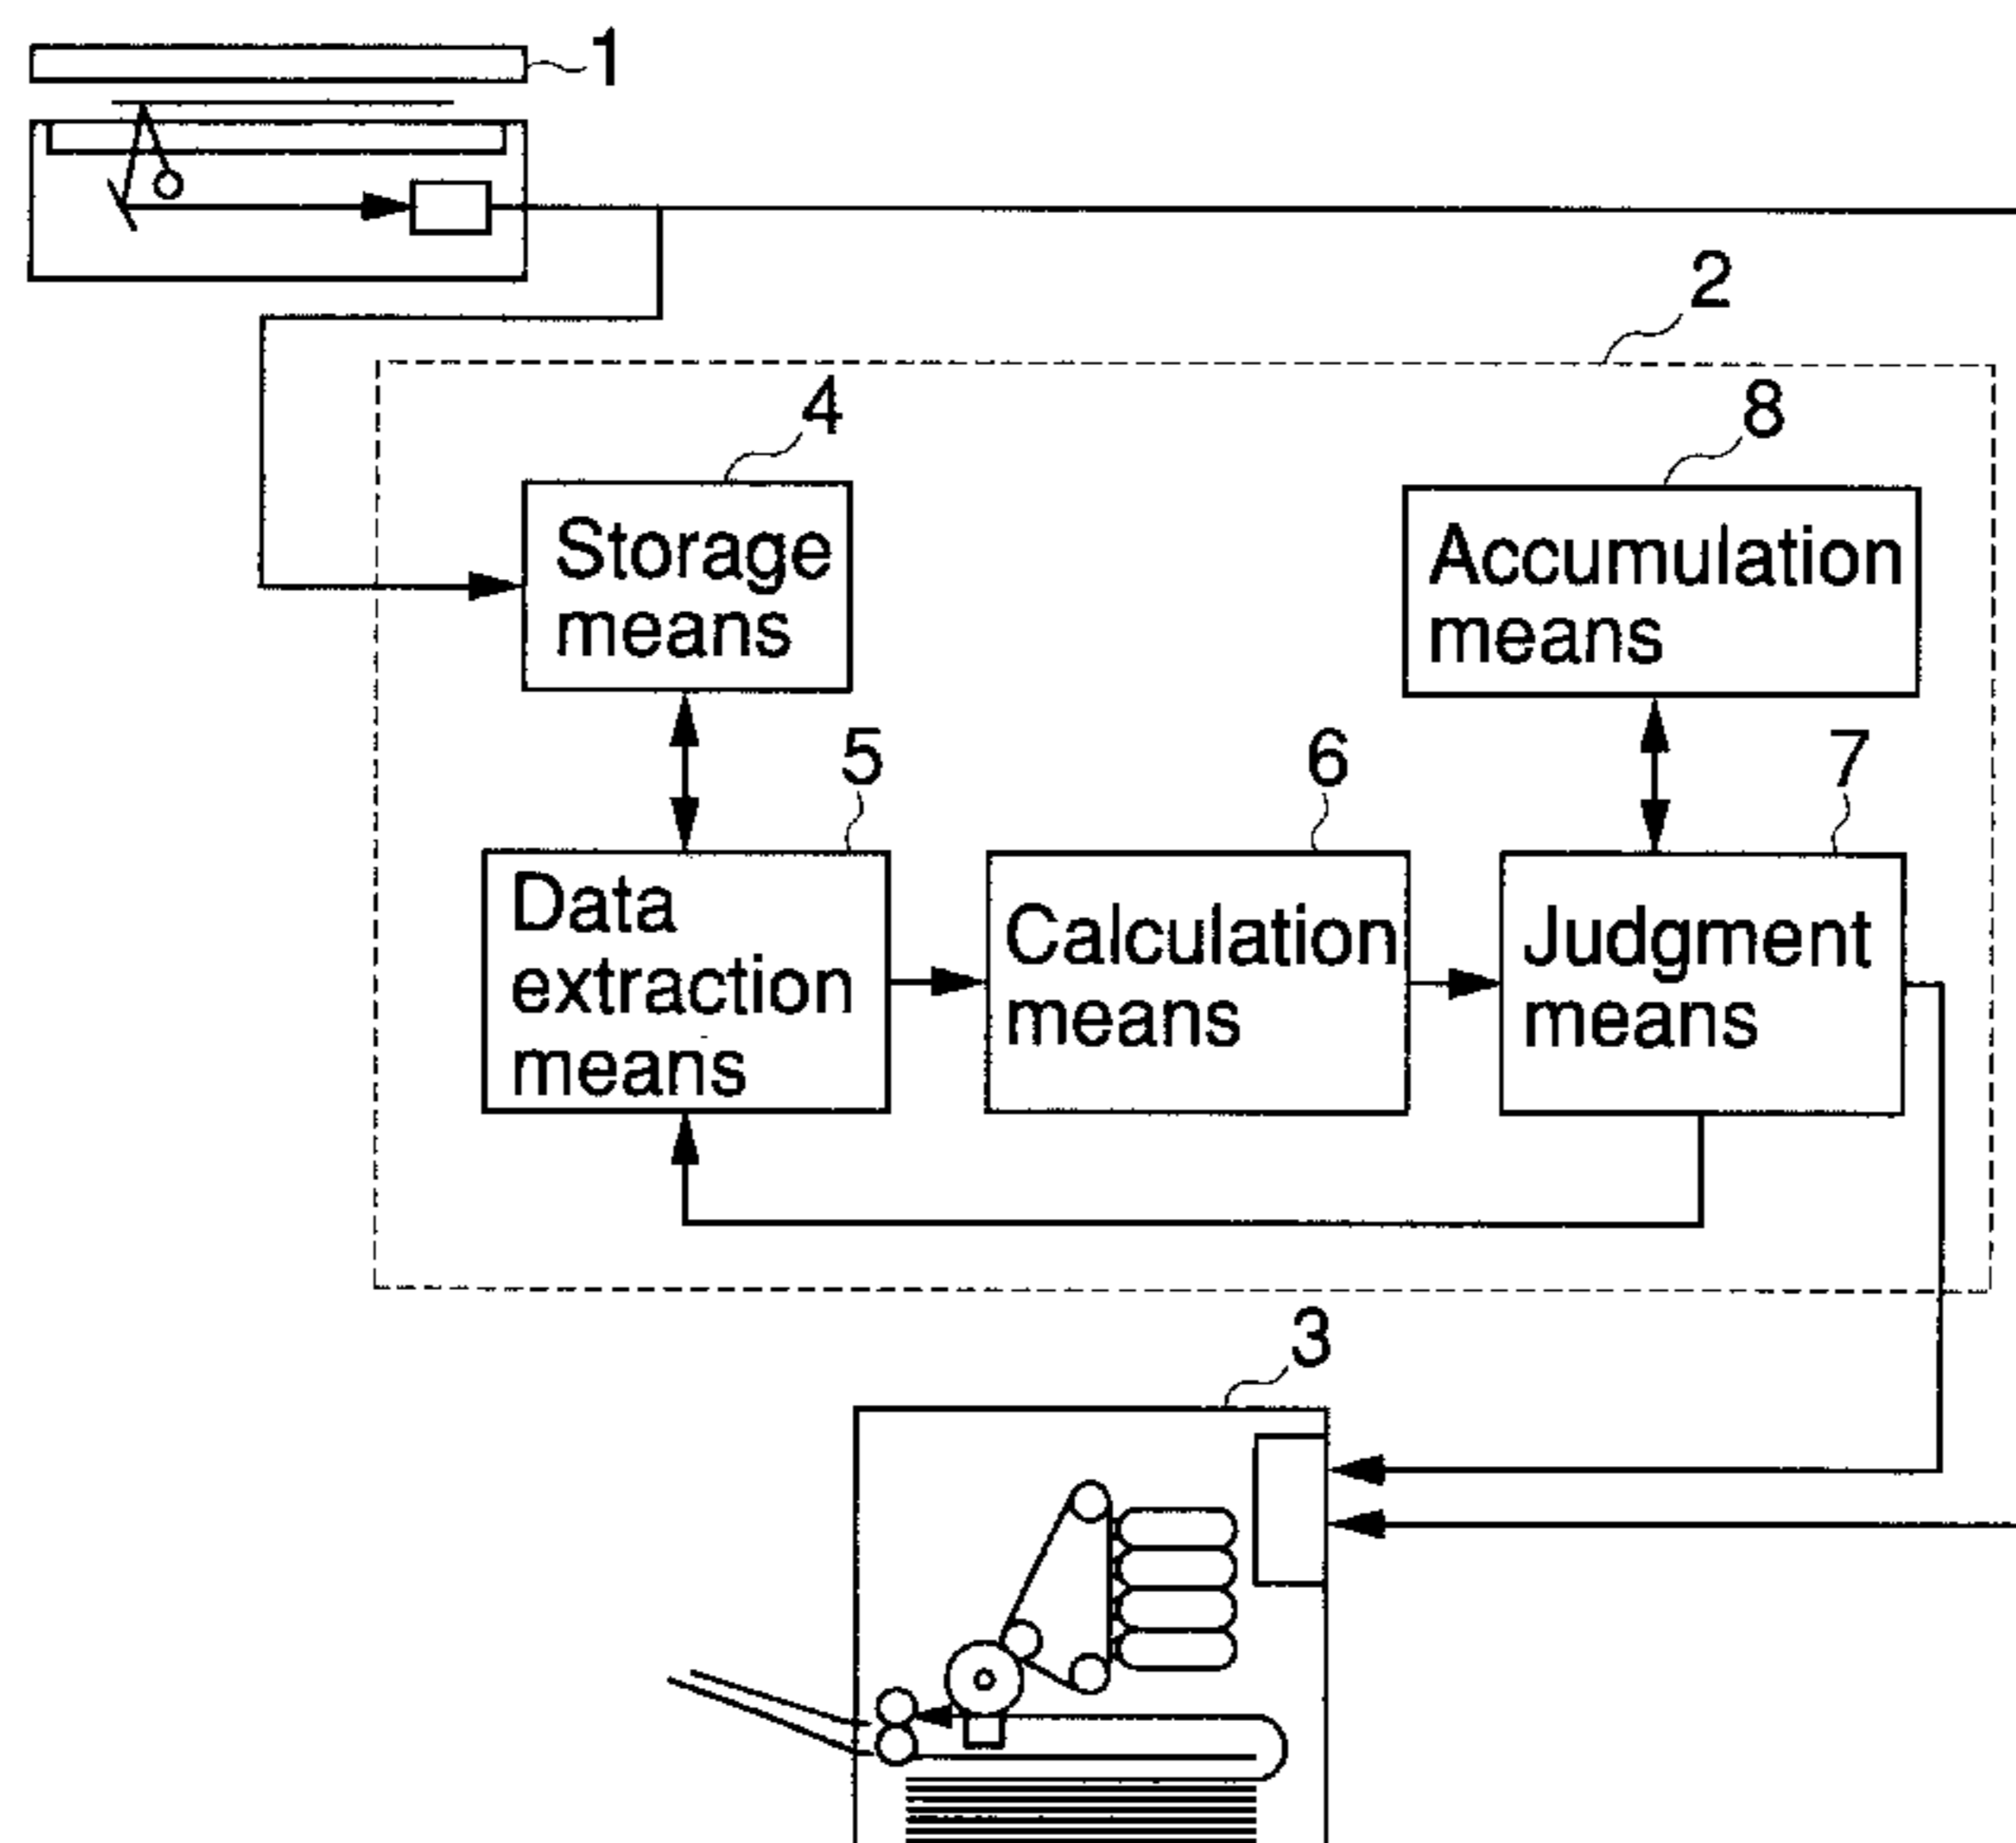 1
2
4
8
Storage
means
Accumulation
means
5
6
7
Data
extraction
means
Calculation
means
Judgment
means
3